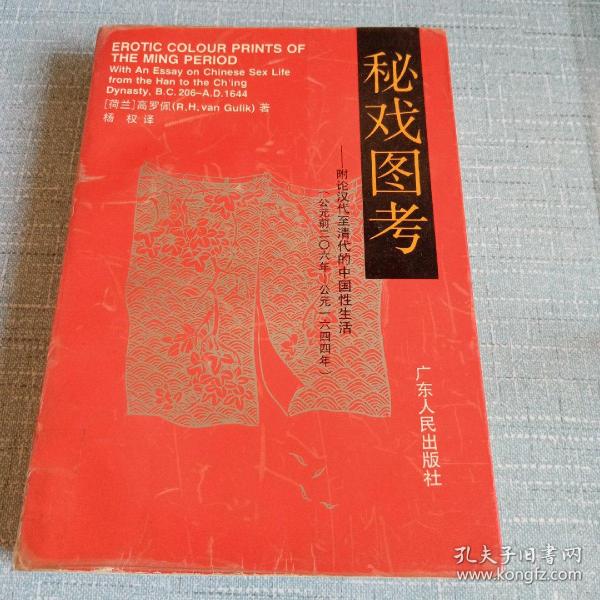 EROTIC COLOUR PRINTS OF
THE MING PERIOD
With An Essay on Chinese Sex Life
from the Han to the Ch'ing
Dynasty, B.C. 206-A.D.1644
[荷兰]高罗佩(R.H.van Gulik)著
杨 权 译
秘戏图考
——附论汉代至清代的中国性生活
(公元前二〇六年—公元一六四四年)
广东人民出版社
孔夫子旧书网
www.kongfz.com